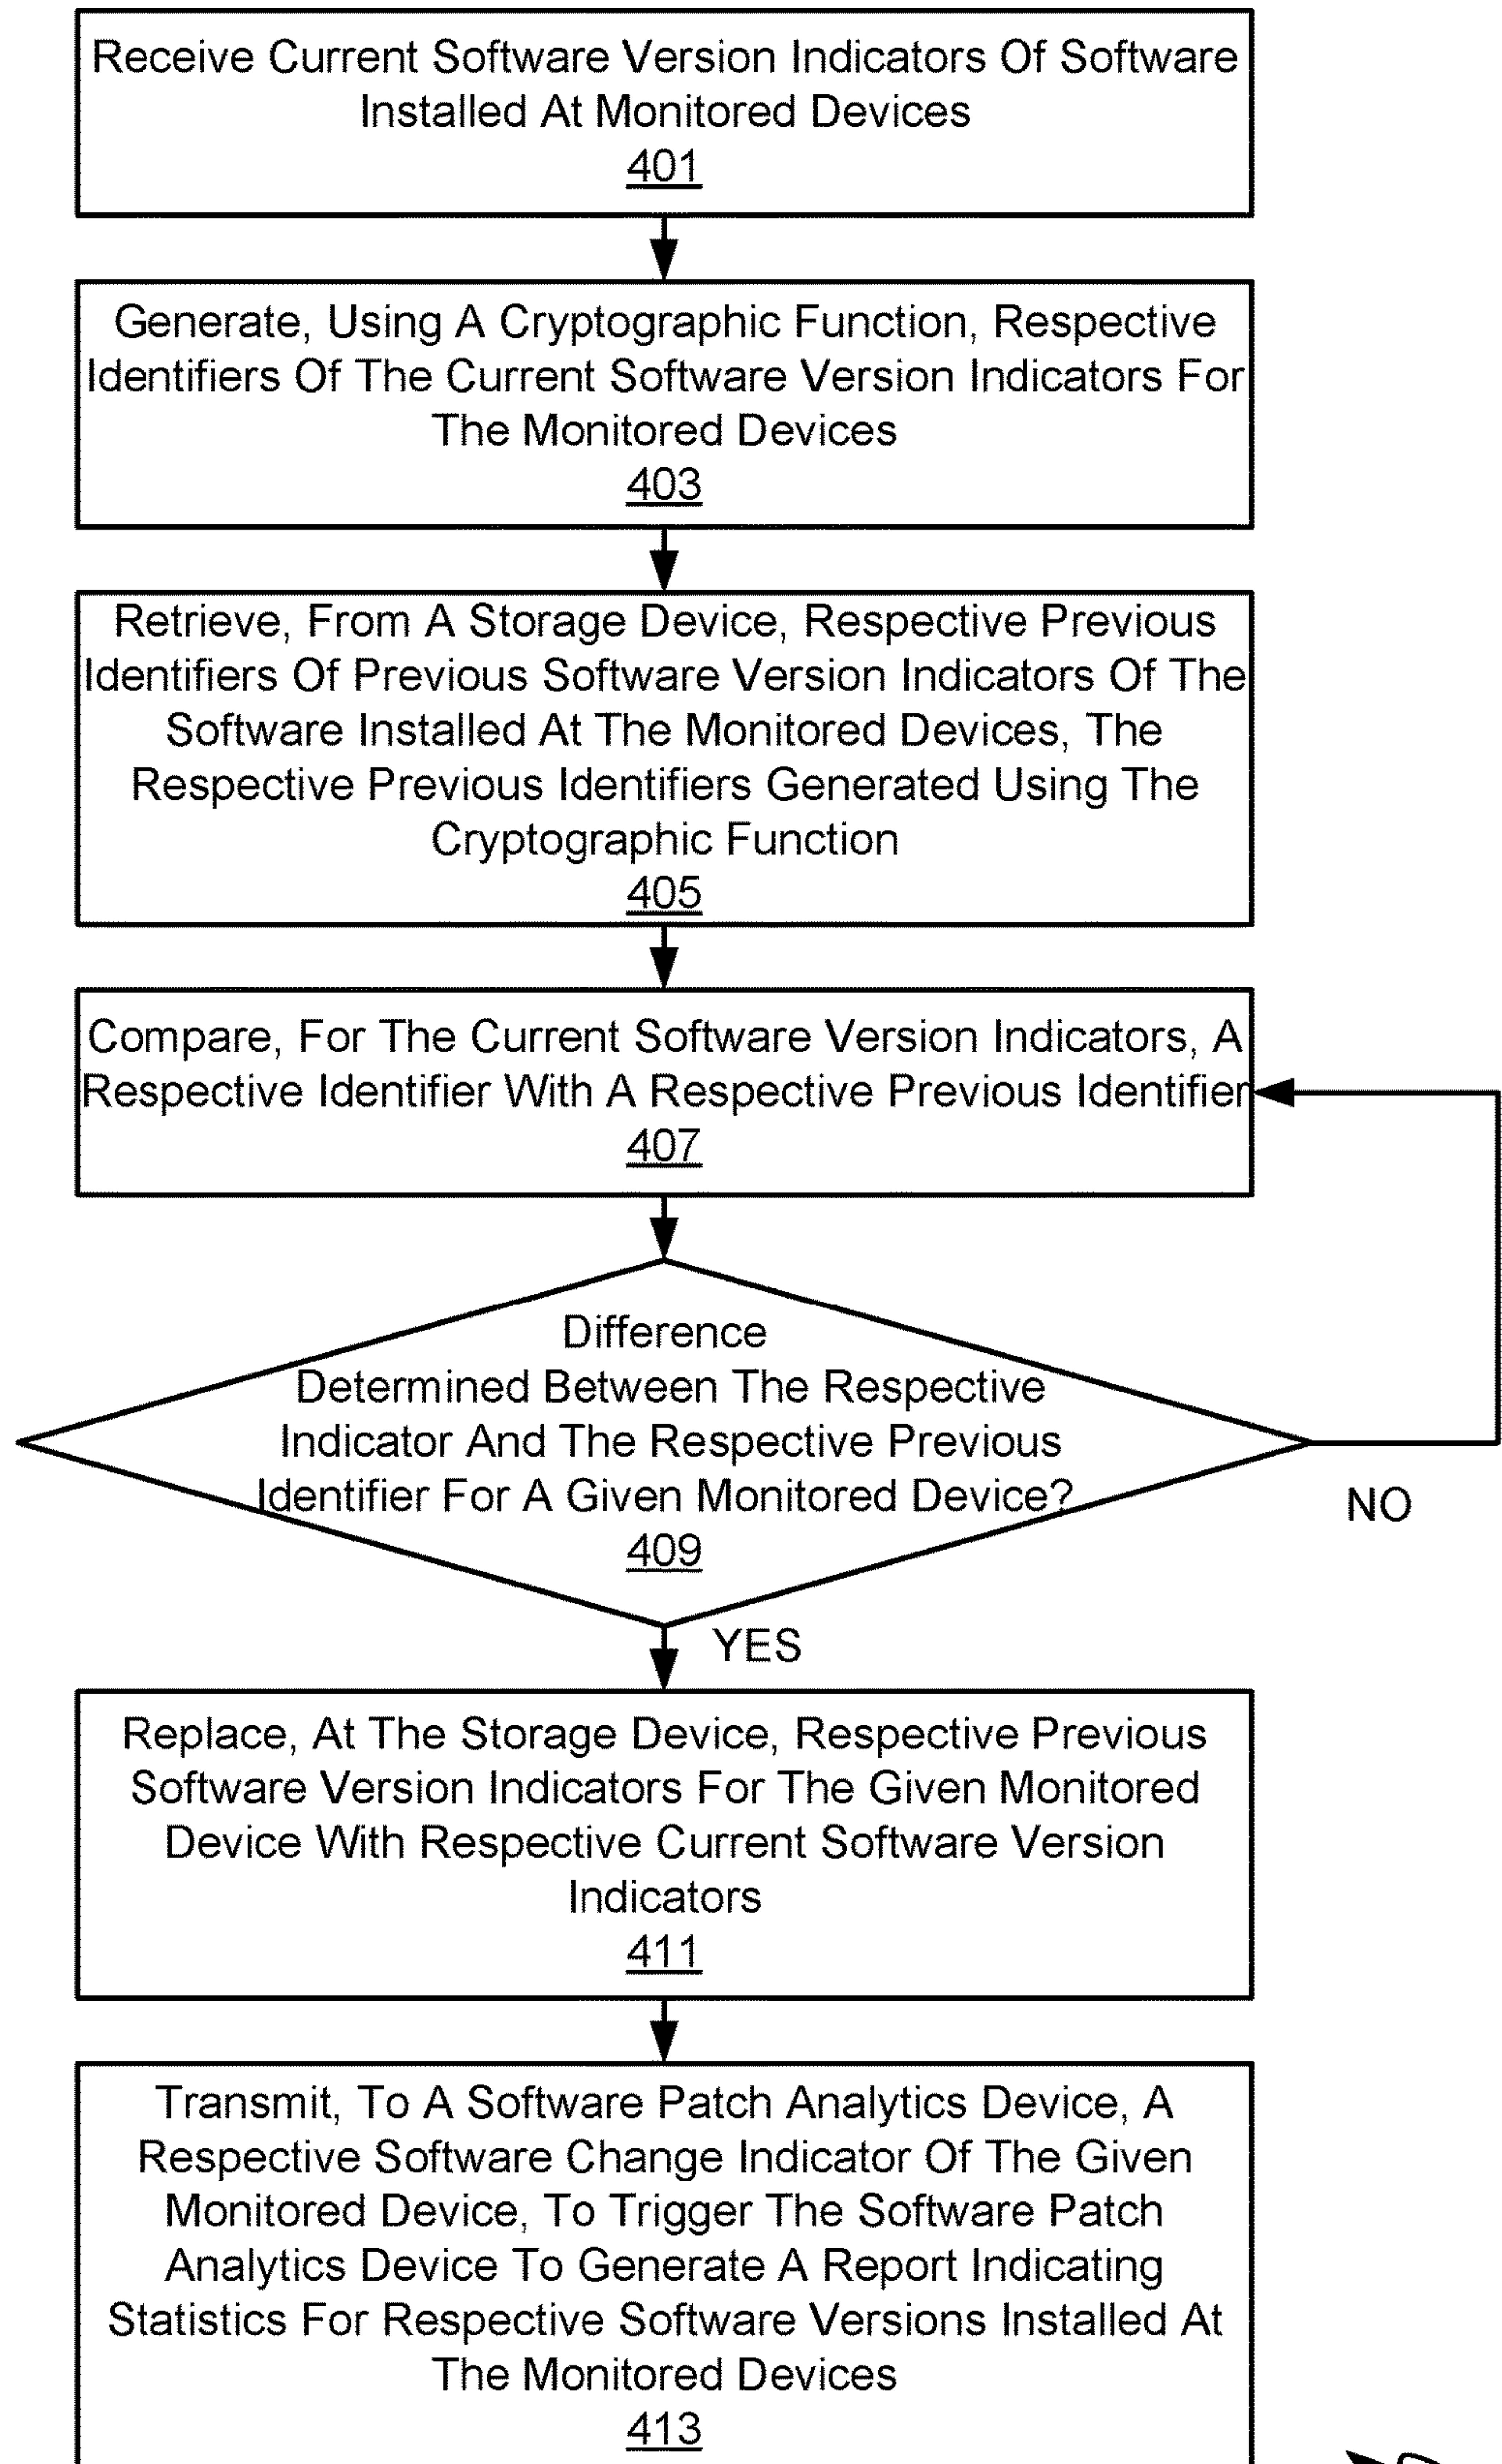 Receive Current Software Version Indicators Of Software
Installed At Monitored Devices
401
Generate, Using A Cryptographic Function, Respective
Identifiers Of The Current Software Version Indicators For
The Monitored Devices
403
Retrieve, From A Storage Device, Respective Previous
Identifiers Of Previous Software Version Indicators Of The
Software Installed At The Monitored Devices, The
Respective Previous Identifiers Generated Using The
Cryptographic Function
405
Compare, For The Current Software Version Indicators, A
Respective Identifier With A Respective Previous Identifier
407
Difference
Determined Between The Respective
Indicator And The Respective Previous
Identifier For A Given Monitored Device?
409
NO
YES
Replace, At The Storage Device, Respective Previous
Software Version Indicators For The Given Monitored
Device With Respective Current Software Version
Indicators
411
Transmit, To A Software Patch Analytics Device, A
Respective Software Change Indicator Of The Given
Monitored Device, To Trigger The Software Patch
Analytics Device To Generate A Report Indicating
Statistics For Respective Software Versions Installed At
The Monitored Devices
413